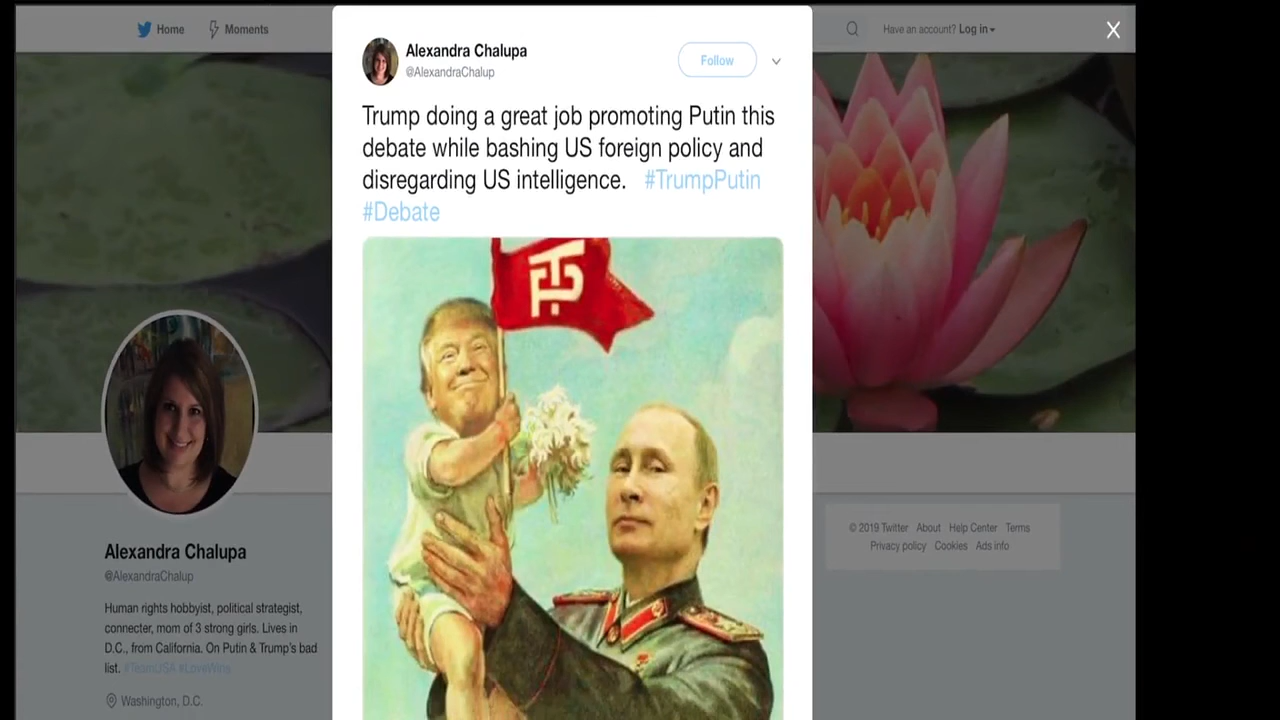 Home
Moments
Have an account? Log in
X
Alexandra Chalupa
@AlexandraChalup
Follow
Trump doing a great job promoting Putin this
debate while bashing US foreign policy and
disregarding US intelligence. #TrumpPutin
#Debate
Alexandra Chalupa
@AlexandraChalup
Human rights hobbyist, political strategist,
connecter, mom of 3 strong girls. Lives in
D.C., from California. On Putin & Trump's bad
list. #TeamUSA #LoveWins
Washington, D.C.
© 2019 Twitter About Help Center Terms
Privacy policy Cookies Ads info